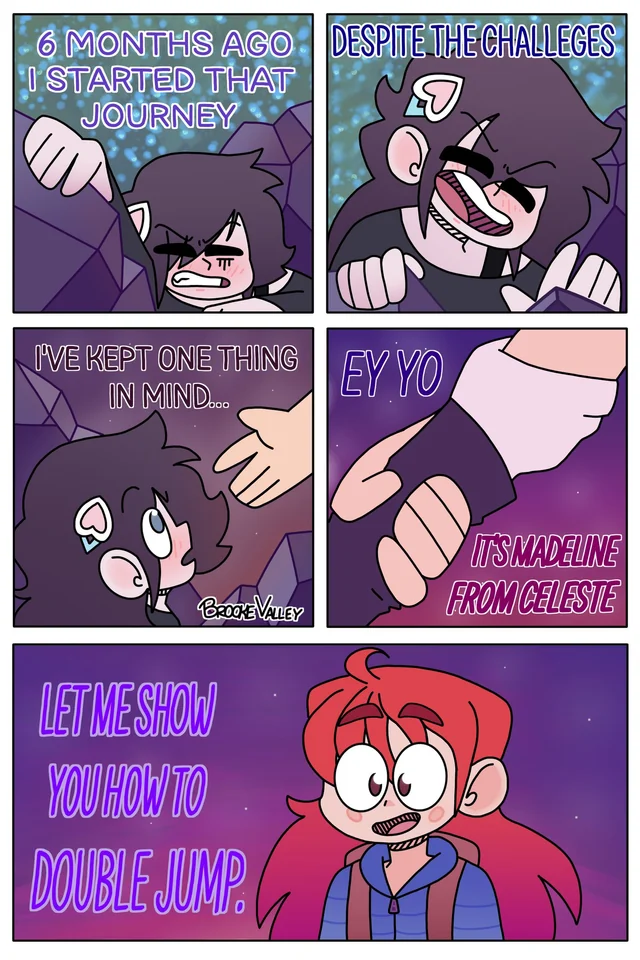 6 MONTHS AGO
I STARTED THAT
JOURNEY
DESPITE THE CHALLEGES
I'VE KEPT ONE THING
IN MIND...
BROOKE VALLEY
EY YO
IT'S MADELINE
FROM CELESTE
LET ME SHOW
YOU HOW TO
DOUBLE JUMP.